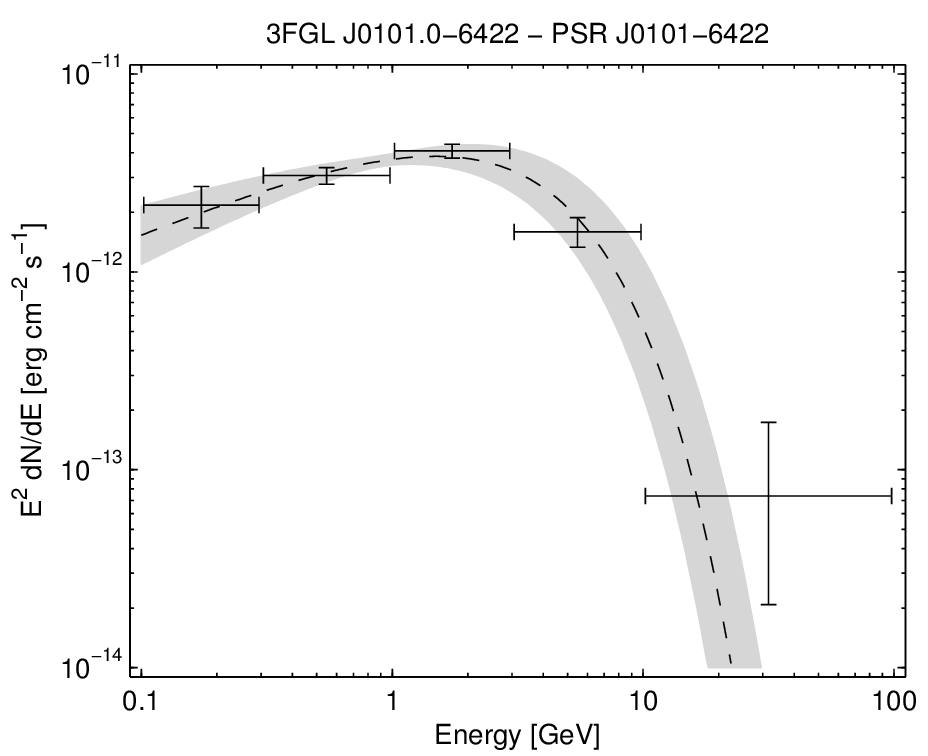 3FGL J0101.0−6422 − PSR J0101−6422
10⁻¹¹
10⁻¹²
10⁻¹³
10⁻¹⁴
E² dN/dE [erg cm⁻² s⁻¹]
0.1 1 10 100
Energy [GeV]